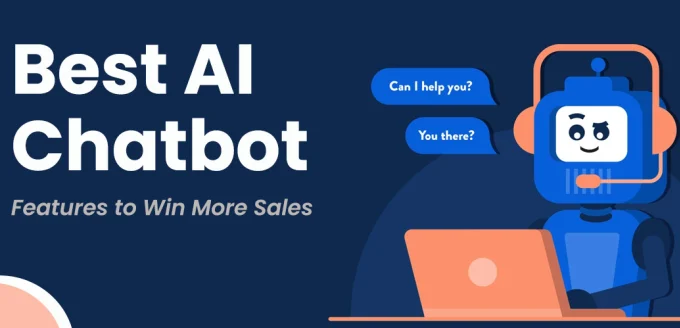 Best AI
Chatbot
Features to Win More Sales
Can I help you?
You there?